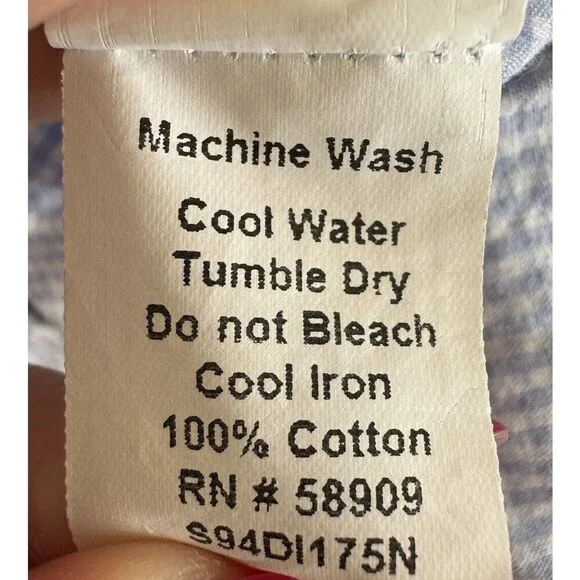 Machine Wash
Cool Water
Tumble Dry
Do not Bleach
Cool Iron
100% Cotton
RN # 58909
S94DI175N